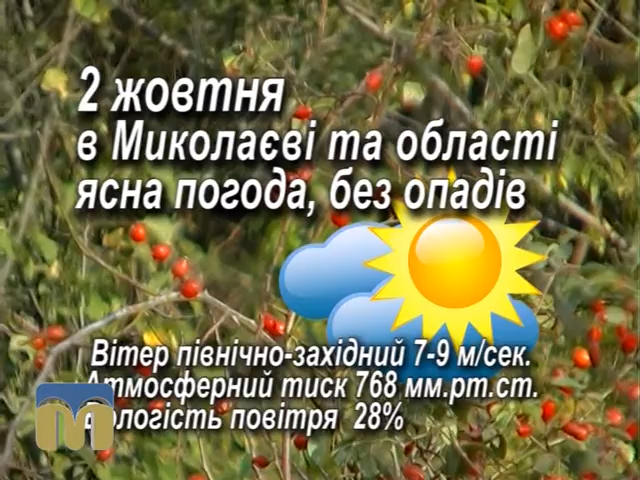 2 жовтня
в Миколаєві та області
ясна погода, без опадів
Вітер північно-західний 7-9 м/сек.
Атмосферний тиск 768 мм.рт.ст.
Вологість повітря 28%